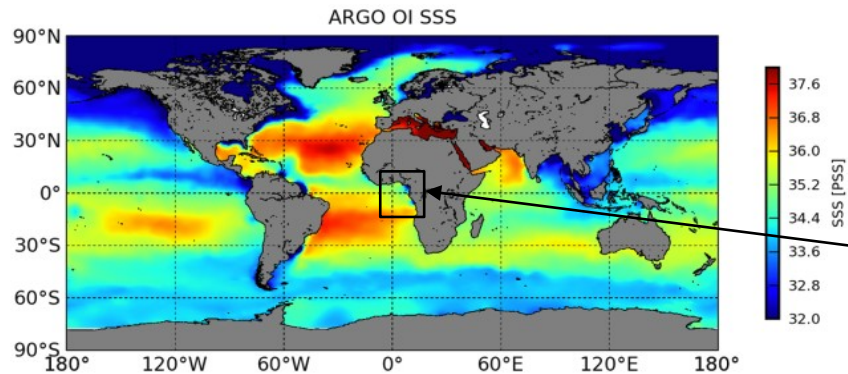 ARGO OI SSS
90°N
60°N
30°N
0°
30°S
60°S
90°S
180° 120°W 60°W 0° 60°E 120°E 180°
37.6
36.8
36.0
35.2
34.4
33.6
32.8
32.0
SSS [PSS]